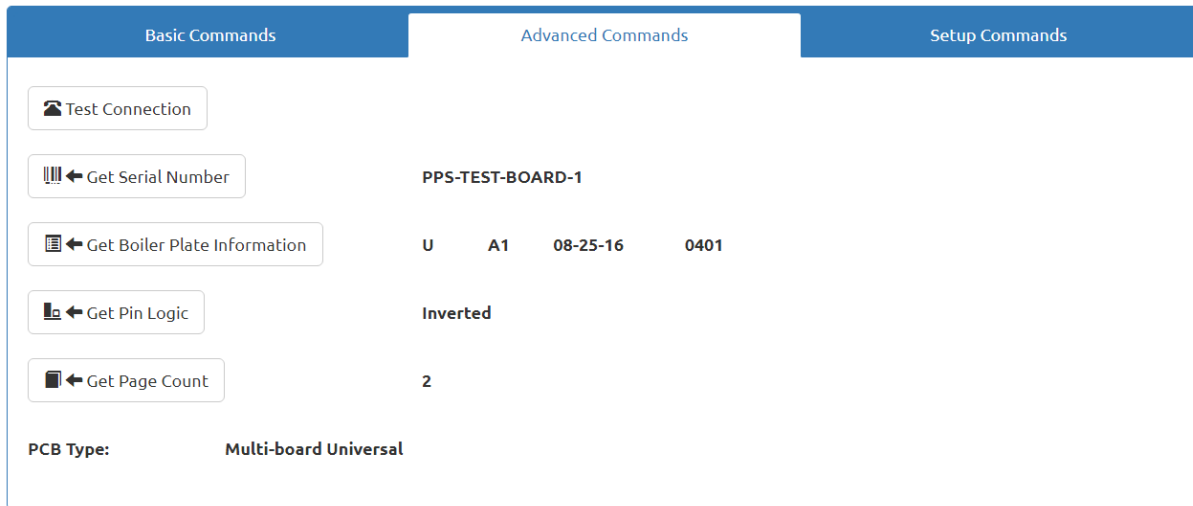 Basic Commands Advanced Commands Setup Commands
Test Connection
Get Serial Number PPS-TEST-BOARD-1
Get Boiler Plate Information U A1 08-25-16 0401
Get Pin Logic Inverted
Get Page Count 2
PCB Type: Multi-board Universal